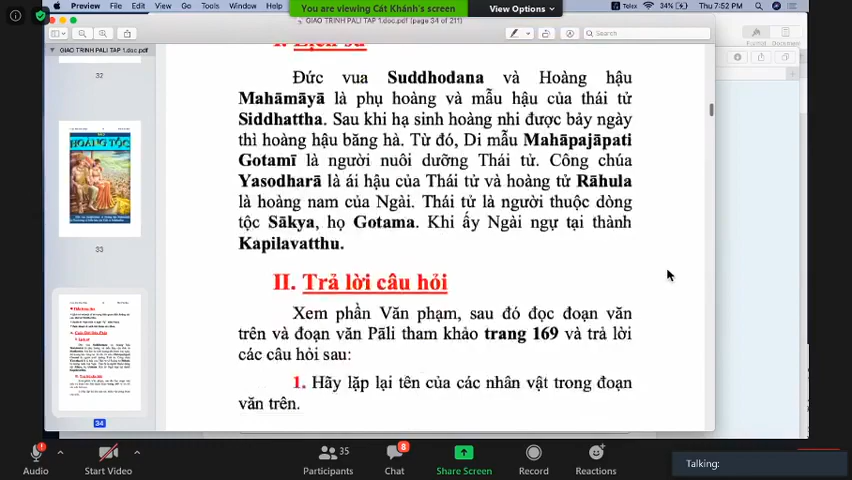 Preview File Edit View Go Tools Window Help
You are viewing Cát Khánh's screen
View Options
Telex 34% Thu 7:52 PM
GIAO TRINH PALI TAP 1.doc.pdf (page 34 of 211)
Search
GIAO TRINH PALI TAP 1.doc.pdf
Format Document
32
HOÀNG TỘC
33
34
I. Lịch sử
Đức vua Suddhodana và Hoàng hậu
Mahāmāyā là phụ hoàng và mẫu hậu của thái tử
Siddhattha. Sau khi hạ sinh hoàng nhi được bảy ngày
thì hoàng hậu băng hà. Từ đó, Di mẫu Mahāpajāpati
Gotamī là người nuôi dưỡng Thái tử. Công chúa
Yasodharā là ái hậu của Thái tử và hoàng tử Rāhula
là hoàng nam của Ngài. Thái tử là người thuộc dòng
tộc Sākya, họ Gotama. Khi ấy Ngài ngự tại thành
Kapilavatthu.
II. Trả lời câu hỏi
Xem phần Văn phạm, sau đó đọc đoạn văn
trên và đoạn văn Pāli tham khảo trang 169 và trả lời
các câu hỏi sau:
1. Hãy lặp lại tên của các nhân vật trong đoạn
văn trên.
35
8
Audio
Start Video
Participants
Chat
Share Screen
Record
Reactions
Talking: